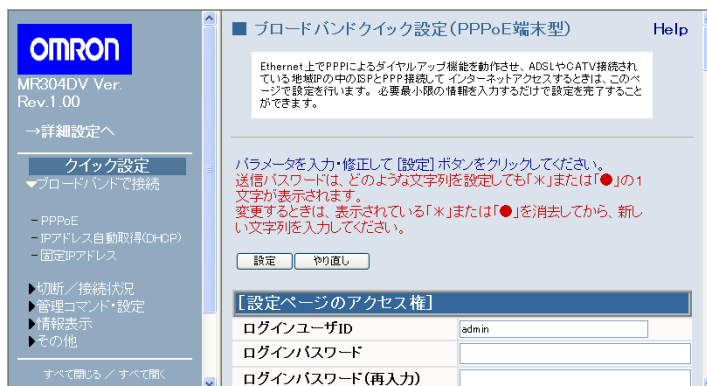 OMRON
MR304DV Ver.
Rev.1.00
→詳細設定へ
クイック設定
ブロードバンドで接続
- PPPoE
- IPアドレス自動取得(DHCP)
- 固定IPアドレス
▶切断／接続状況
▶管理コマンド・設定
▶情報表示
▶その他
すべて閉じる ／ すべて開く
■ ブロードバンドクイック設定(PPPoE端末型)
Help
Ethernet上でPPPによるダイヤルアップ機能を動作させ、ADSLやCATV接続され
ている地域IPの中のISPとPPP接続して インターネットアクセスするときは、このペ
ージで設定を行います。 必要最小限の情報を入力するだけで設定を完了すること
ができます。
パラメータを入力・修正して [設定] ボタンをクリックしてください。
送信パスワードは、どのような文字列を設定しても「＊」または「●」の1
文字が表示されます。
変更するときは、表示されている「＊」または「●」を消去してから、新し
い文字列を入力してください。
設定
やり直し
[設定ページのアクセス権]
ログインユーザID
admin
ログインパスワード
ログインパスワード(再入力)